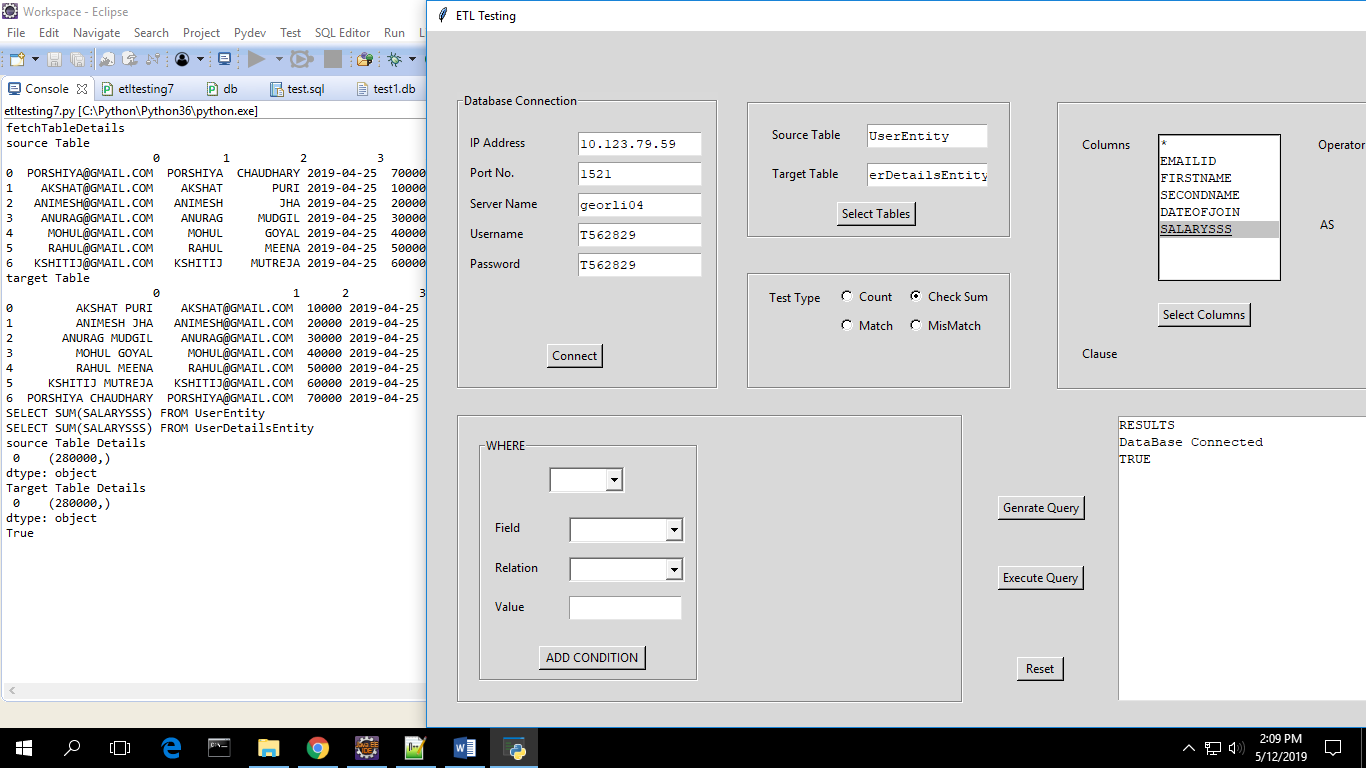 Workspace - Eclipse
File Edit Navigate Search Project Pydev Test SQL Editor Run
Console etltesting7 db test.sql test1.db
etltesting7.py [C:\Python\Python36\python.exe]
fetchTableDetails
source Table
0 1 2 3
0 PORSHIYA@GMAIL.COM PORSHIYA CHAUDHARY 2019-04-25 70000
1 AKSHAT@GMAIL.COM AKSHAT PURI 2019-04-25 10000
2 ANIMESH@GMAIL.COM ANIMESH JHA 2019-04-25 20000
3 ANURAG@GMAIL.COM ANURAG MUDGIL 2019-04-25 30000
4 MOHUL@GMAIL.COM MOHUL GOYAL 2019-04-25 40000
5 RAHUL@GMAIL.COM RAHUL MEENA 2019-04-25 50000
6 KSHITIJ@GMAIL.COM KSHITIJ MUTREJA 2019-04-25 60000
target Table
0 1 2 3
0 AKSHAT PURI AKSHAT@GMAIL.COM 10000 2019-04-25
1 ANIMESH JHA ANIMESH@GMAIL.COM 20000 2019-04-25
2 ANURAG MUDGIL ANURAG@GMAIL.COM 30000 2019-04-25
3 MOHUL GOYAL MOHUL@GMAIL.COM 40000 2019-04-25
4 RAHUL MEENA RAHUL@GMAIL.COM 50000 2019-04-25
5 KSHITIJ MUTREJA KSHITIJ@GMAIL.COM 60000 2019-04-25
6 PORSHIYA CHAUDHARY PORSHIYA@GMAIL.COM 70000 2019-04-25
SELECT SUM(SALARYSSS) FROM UserEntity
SELECT SUM(SALARYSSS) FROM UserDetailsEntity
source Table Details
0 (280000,)
dtype: object
Target Table Details
0 (280000,)
dtype: object
True
ETL Testing
Database Connection
IP Address 10.123.79.59
Port No. 1521
Server Name georli04
Username T562829
Password T562829
Connect
Source Table UserEntity
Target Table erDetailsEntity
Select Tables
Test Type Count Check Sum
Match MisMatch
Columns
*
EMAILID
FIRSTNAME
SECONDNAME
DATEOFJOIN
SALARYSSS
Operator
AS
Select Columns
Clause
WHERE
Field
Relation
Value
ADD CONDITION
Genrate Query
Execute Query
Reset
RESULTS
DataBase Connected
TRUE
2:09 PM
5/12/2019